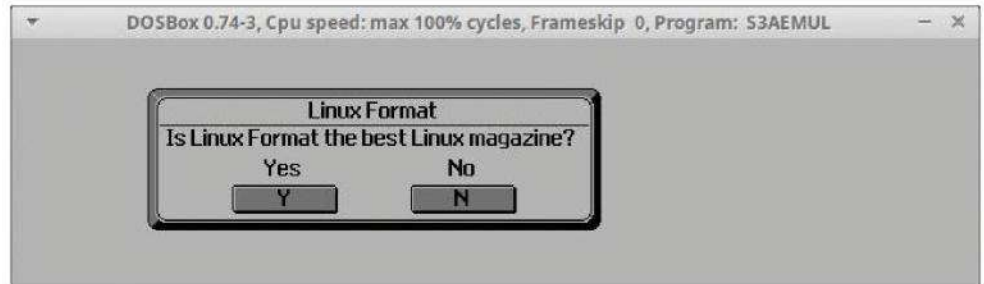 DOSBox 0.74-3, Cpu speed: max 100% cycles, Frameskip 0, Program: S3AEMUL
Linux Format
Is Linux Format the best Linux magazine?
Yes No
Y N